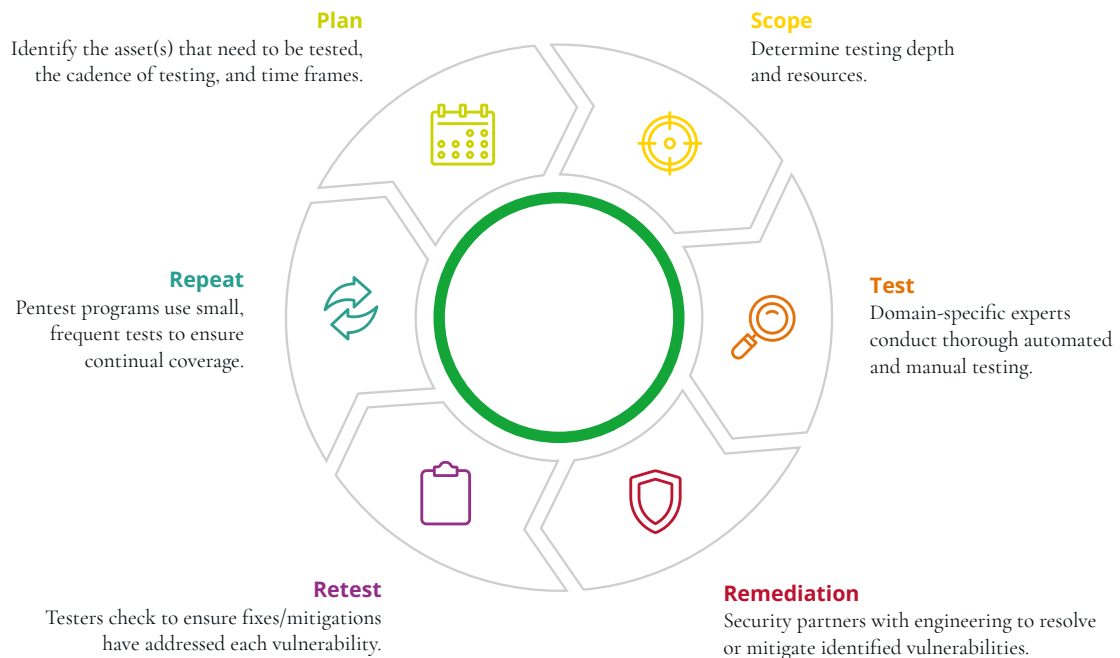 Plan
Identify the asset(s) that need to be tested,
the cadence of testing, and time frames.
Scope
Determine testing depth
and resources.
Test
Domain-specific experts
conduct thorough automated
and manual testing.
Remediation
Security partners with engineering to resolve
or mitigate identified vulnerabilities.
Retest
Testers check to ensure fixes/mitigations
have addressed each vulnerability.
Repeat
Pentest programs use small,
frequent tests to ensure
continual coverage.